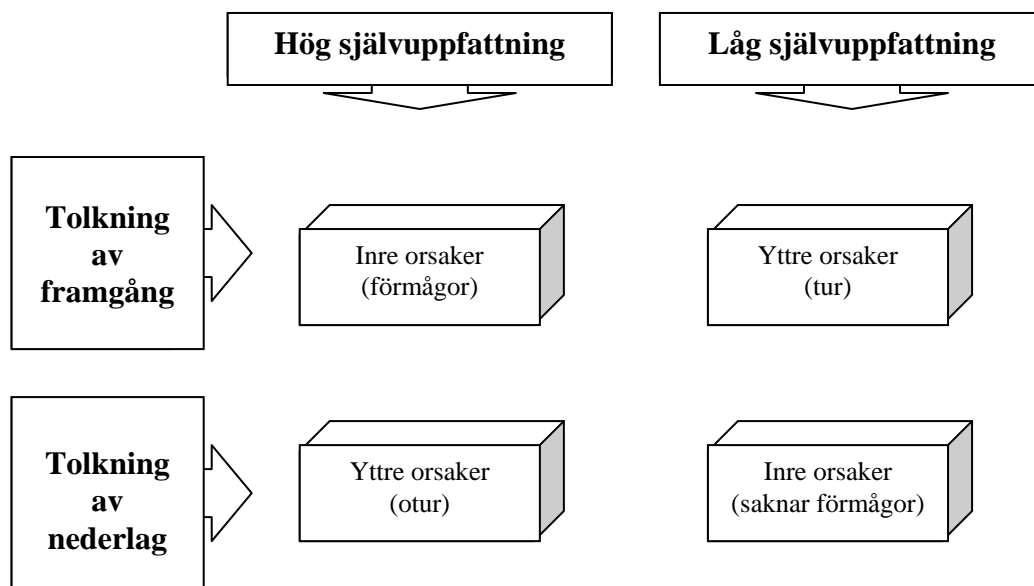 Hög självuppfattning
Låg självuppfattning
Tolkning
av
framgång
Inre orsaker
(förmågor)
Yttre orsaker
(tur)
Tolkning
av
nederlag
Yttre orsaker
(otur)
Inre orsaker
(saknar förmågor)